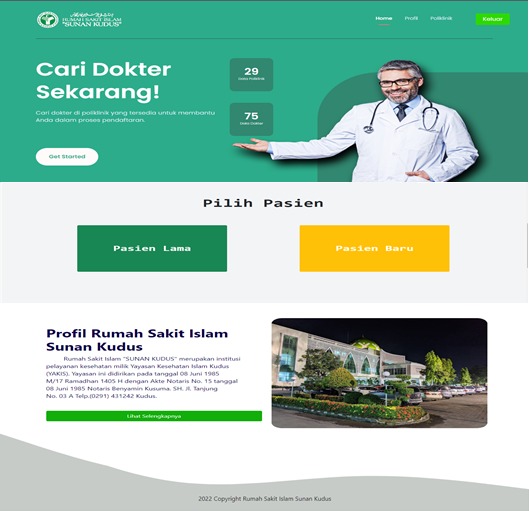 RUMAH SAKIT ISLAM
"SUNAN KUDUS"
Home Profil Poliklinik Keluar
Cari Dokter
Sekarang!
Cari dokter di poliklinik yang tersedia untuk membantu
Anda dalam proses pendaftaran.
Get Started
29
Data Poliklinik
75
Data Dokter
Pilih Pasien
Pasien Lama
Pasien Baru
Profil Rumah Sakit Islam
Sunan Kudus
Rumah Sakit Islam "SUNAN KUDUS" merupakan institusi
pelayanan kesehatan milik Yayasan Kesehatan Islam Kudus
(YAKIS). Yayasan ini didirikan pada tanggal 08 Juni 1985
M/17 Ramadhan 1405 H dengan Akte Notaris No. 15 tanggal
08 Juni 1985 Notaris Benyamin Kusuma. SH. Jl. Tanjung
No. 03 A Telp.(0291) 431242 Kudus.
Lihat Selengkapnya
2022 Copyright Rumah Sakit Islam Sunan Kudus